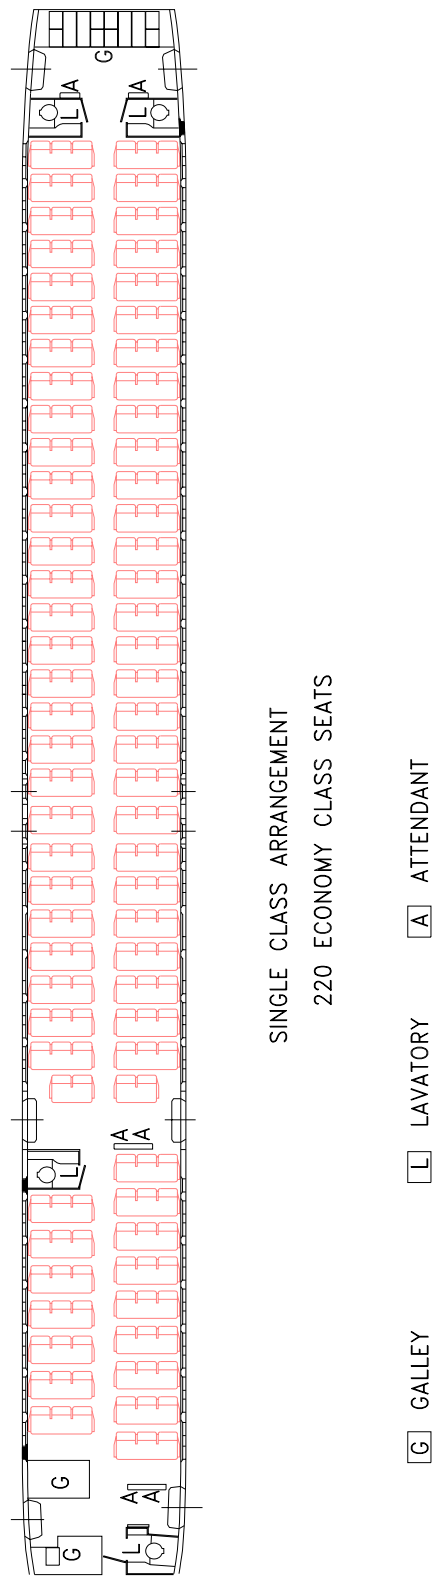 G
A
A
L
L
A
A
L
G
A
A
L
G
SINGLE CLASS ARRANGEMENT
220 ECONOMY CLASS SEATS
G GALLEY
L LAVATORY
A ATTENDANT